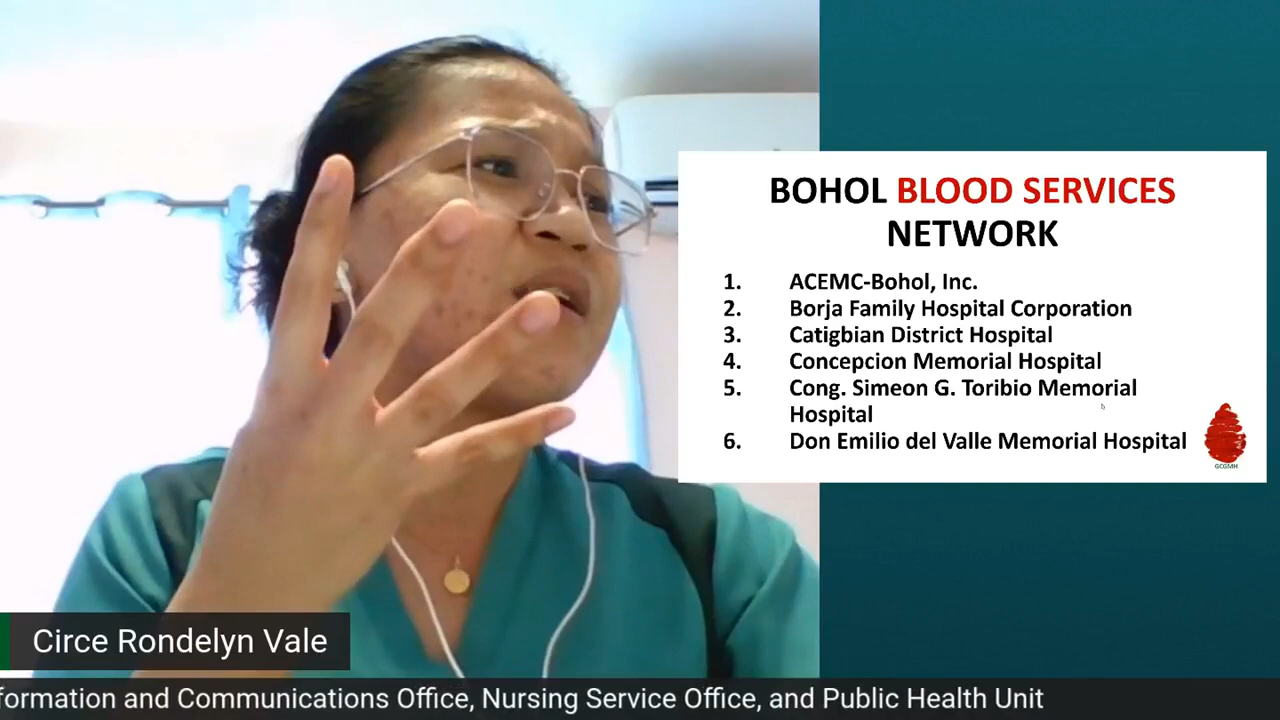 BOHOL BLOOD SERVICES
NETWORK
1. ACEMC-Bohol, Inc.
2. Borja Family Hospital Corporation
3. Catigbian District Hospital
4. Concepcion Memorial Hospital
5. Cong. Simeon G. Toribio Memorial
Hospital
6. Don Emilio del Valle Memorial Hospital
GCGMH
Circe Rondelyn Vale
formation and Communications Office, Nursing Service Office, and Public Health Unit